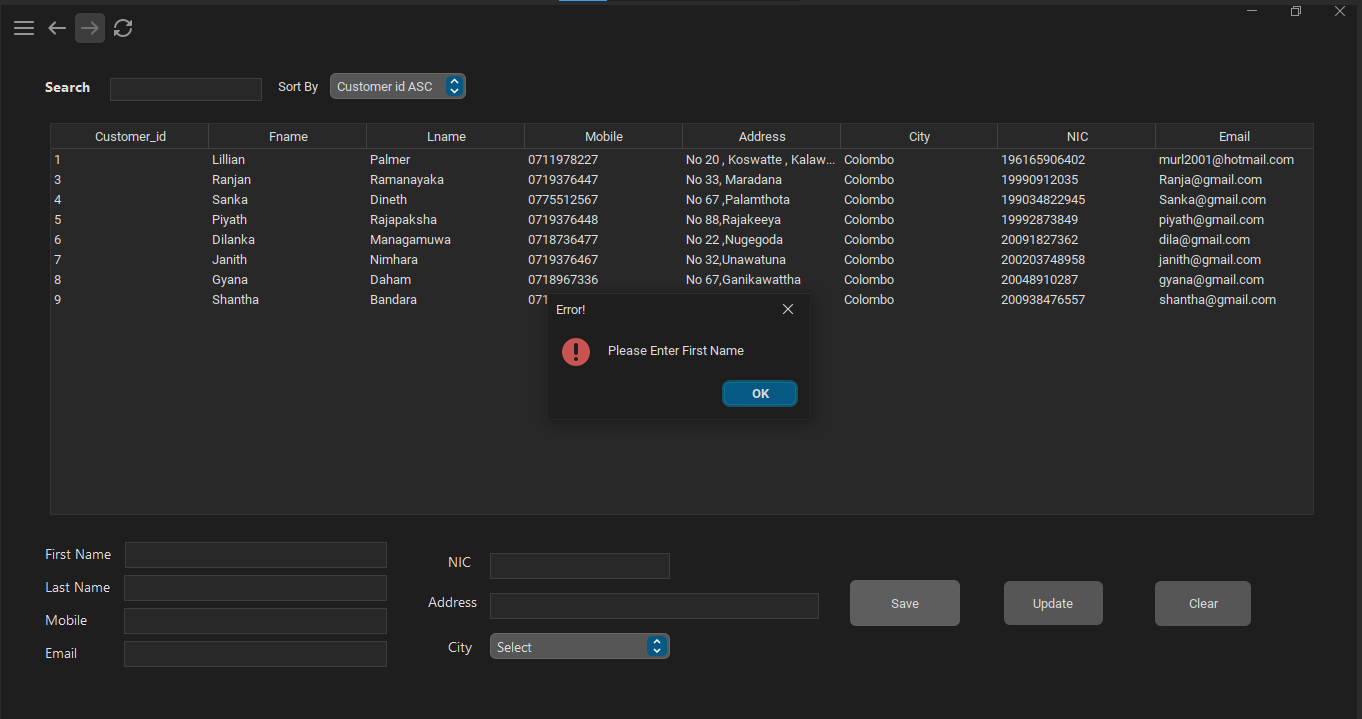 Search Sort By Customer id ASC
Customer_id Fname Lname Mobile Address City NIC Email
1 Lillian Palmer 0711978227 No 20 , Koswatte , Kalaw... Colombo 196165906402 murl2001@hotmail.com
3 Ranjan Ramanayaka 0719376447 No 33, Maradana Colombo 19990912035 Ranja@gmail.com
4 Sanka Dineth 0775512567 No 67 ,Palamthota Colombo 199034822945 Sanka@gmail.com
5 Piyath Rajapaksha 0719376448 No 88,Rajakeeya Colombo 19992873849 piyath@gmail.com
6 Dilanka Managamuwa 0718736477 No 22 ,Nugegoda Colombo 20091827362 dila@gmail.com
7 Janith Nimhara 0719376467 No 32,Unawatuna Colombo 200203748958 janith@gmail.com
8 Gyana Daham 0718967336 No 67,Ganikawattha Colombo 20048910287 gyana@gmail.com
9 Shantha Bandara 071 Colombo 200938476557 shantha@gmail.com
Error!
Please Enter First Name
OK
First Name
Last Name
Mobile
Email
NIC
Address
City Select
Save Update Clear